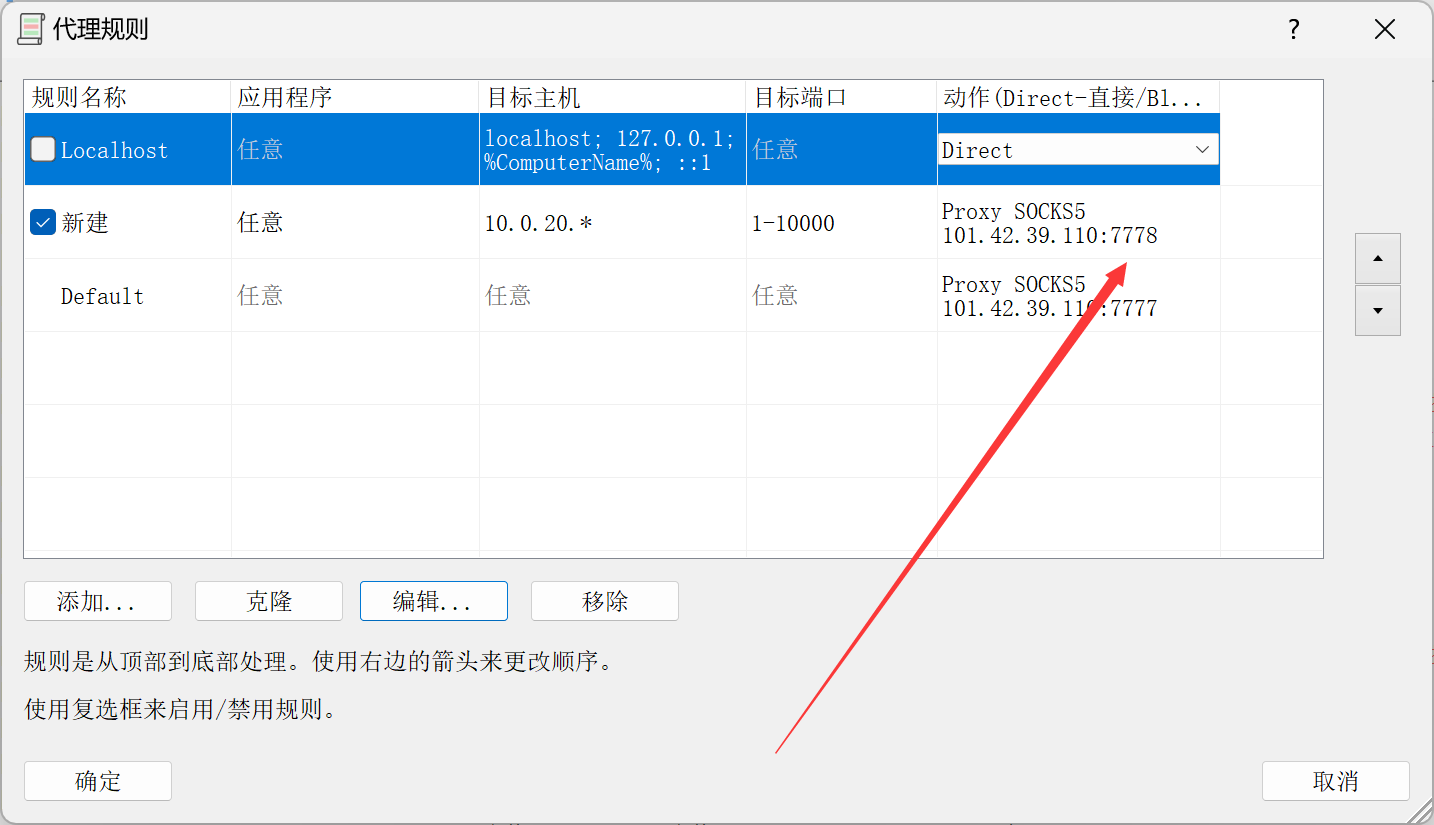 代理规则
?
规则名称 应用程序 目标主机 目标端口 动作(Direct-直接/Bl...
Localhost 任意 localhost; 127.0.0.1; 任意 Direct
%ComputerName%; ::1
新建 任意 10.0.20.* 1-10000 Proxy SOCKS5
101.42.39.110:7778
Default 任意 任意 任意 Proxy SOCKS5
101.42.39.110:7777
添加... 克隆 编辑... 移除
规则是从顶部到底部处理。使用右边的箭头来更改顺序。
使用复选框来启用/禁用规则。
确定 取消